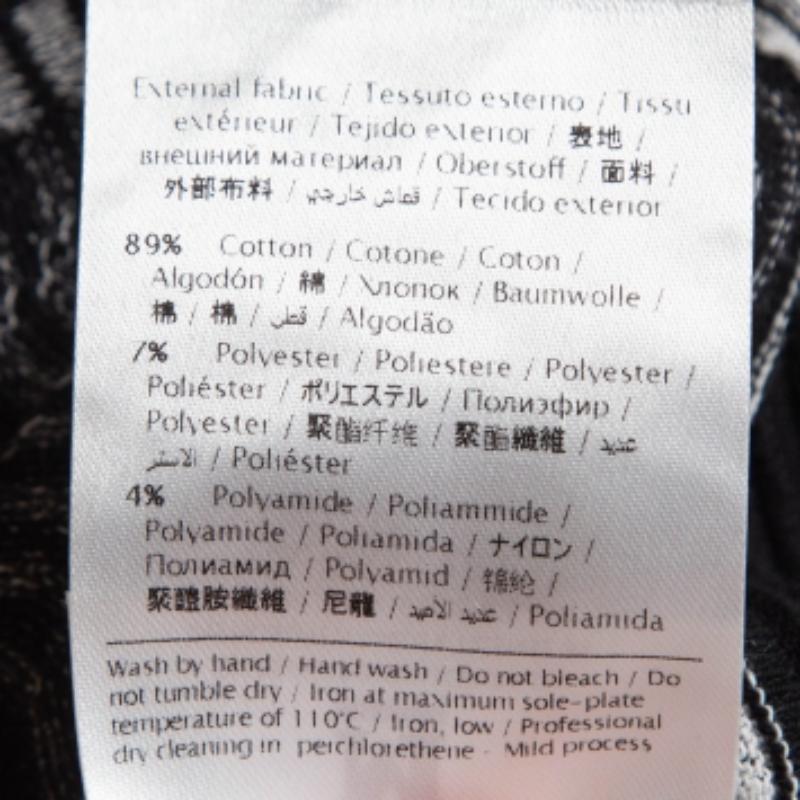 External fabric / Tessuto esterno / Tissu
extérieur / Tejido exterior / 表地 /
внешний материал / Oberstoff / 面料 /
外部布料 / قماش خارجي / Tecido exterior
89% Cotton / Cotone / Coton /
Algodón / 綿 / Хлопок / Baumwolle /
棉 / 棉 / قطن / Algodão
7% Polyester / Poliestere / Polyester /
Poliéster / ポリエステル / Полиэфир /
Polyester / 聚酯纤维 / 聚酯纖維 / عديد
الاستر / Poliéster
4% Polyamide / Poliammide /
Polyamide / Poliamida / ナイロン /
Полиамид / Polyamid / 锦纶 /
聚醯胺纖維 / 尼龍 / عديد الأميد / Poliamida
Wash by hand / Hand wash / Do not bleach / Do
not tumble dry / Iron at maximum sole-plate
temperature of 110°C / Iron, low / Professional
dry cleaning in perchlorethene - Mild process